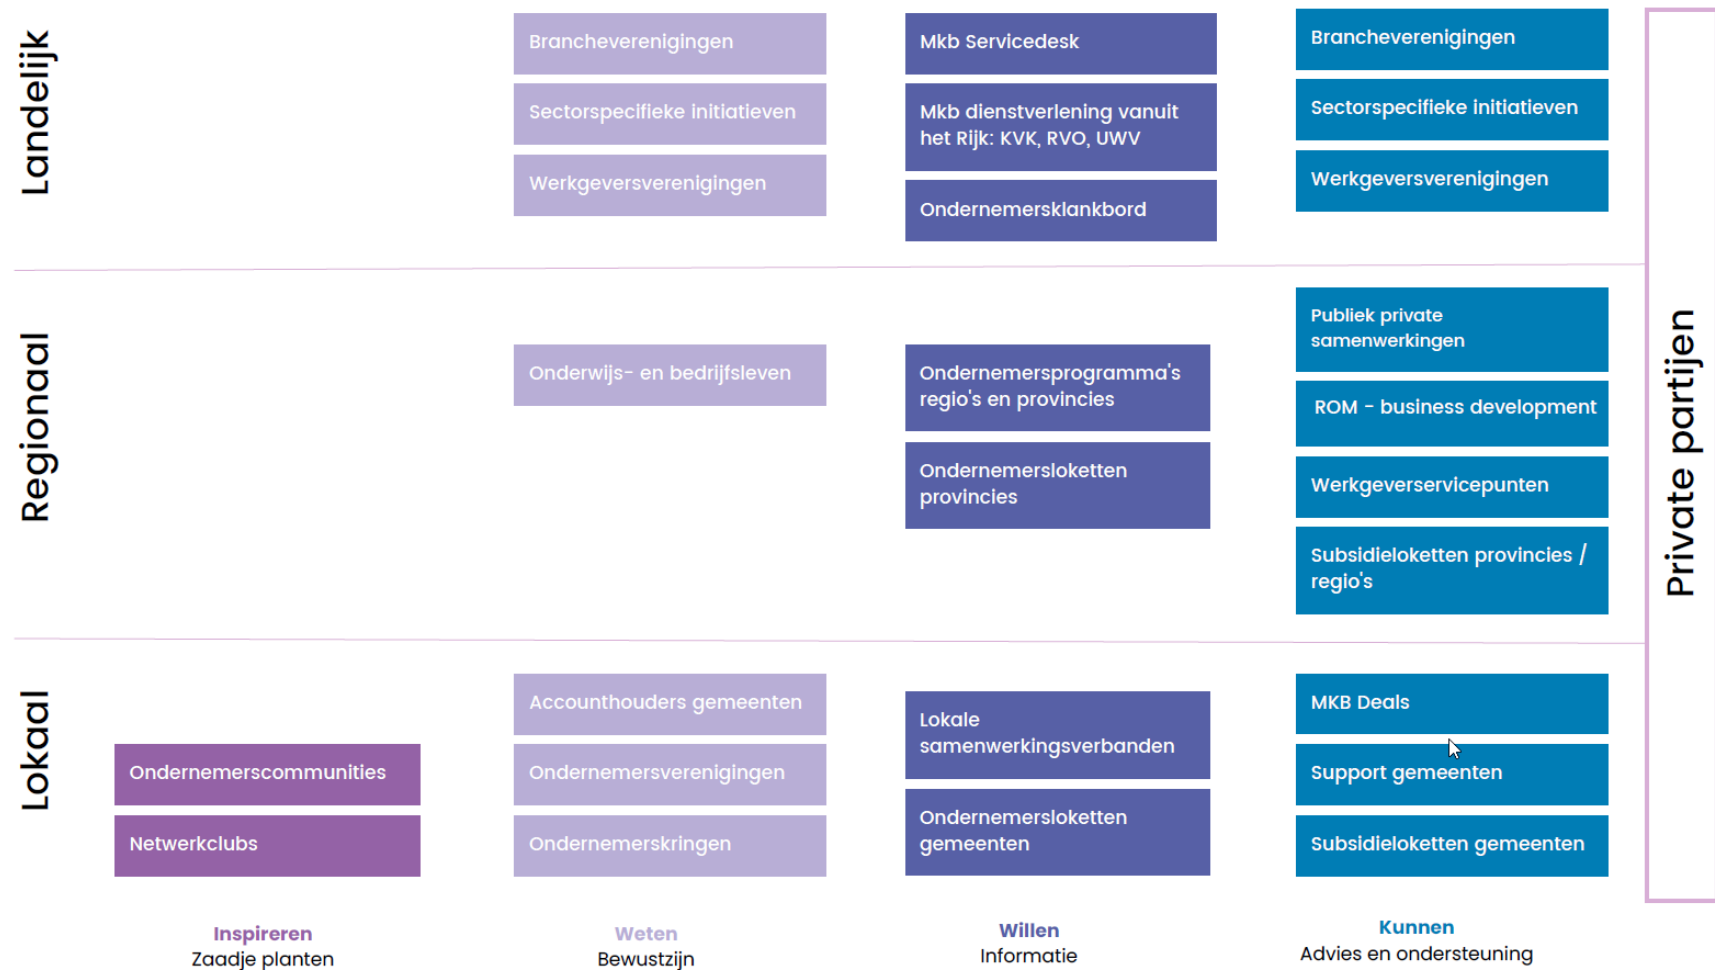 Landelijk
Brancheverenigingen
Sectorspecifieke initiatieven
Werkgeversverenigingen
Mkb Servicedesk
Mkb dienstverlening vanuit
het Rijk: KVK, RVO, UWV
Ondernemersklankbord
Brancheverenigingen
Sectorspecifieke initiatieven
Werkgeversverenigingen
Regionaal
Onderwijs- en bedrijfsleven
Ondernemersprogramma's
regio's en provincies
Ondernemersloketten
provincies
Publiek private
samenwerkingen
ROM - business development
Werkgeverservicepunten
Subsidieloketten provincies /
regio's
Lokaal
Ondernemerscommunities
Netwerkclubs
Accounthouders gemeenten
Ondernemersverenigingen
Ondernemerskringen
Lokale
samenwerkingsverbanden
Ondernemersloketten
gemeenten
MKB Deals
Support gemeenten
Subsidieloketten gemeenten
Private partijen
Inspireren
Zaadje planten
Weten
Bewustzijn
Willen
Informatie
Kunnen
Advies en ondersteuning